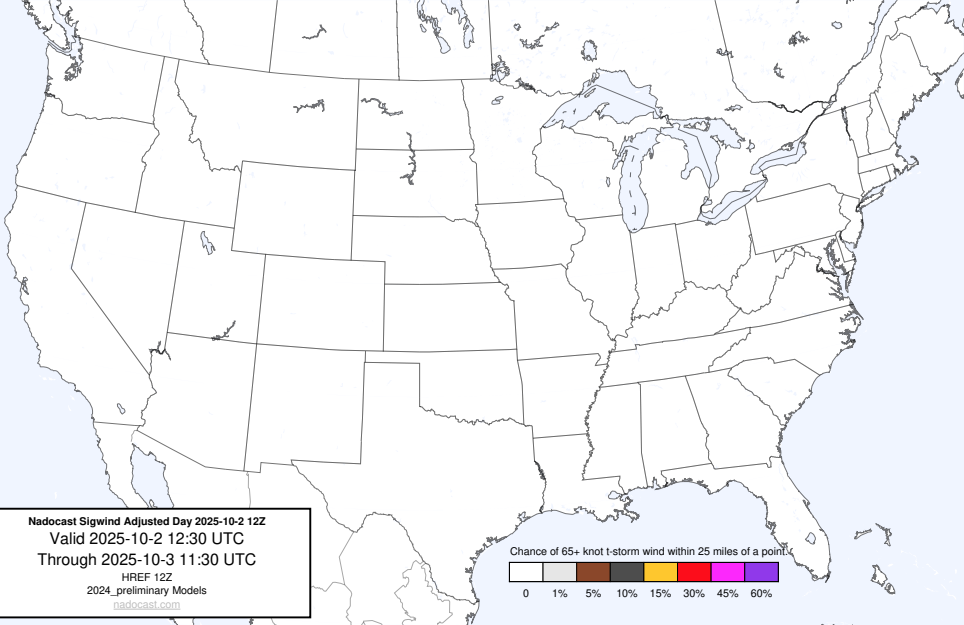 Nadocast Sigwind Adjusted Day 2025-10-2 12Z
Valid 2025-10-2 12:30 UTC
Through 2025-10-3 11:30 UTC
HREF 12Z
2024_preliminary Models
nadocast.com
Chance of 65+ knot t-storm wind within 25 miles of a point.
0 1% 5% 10% 15% 30% 45% 60%